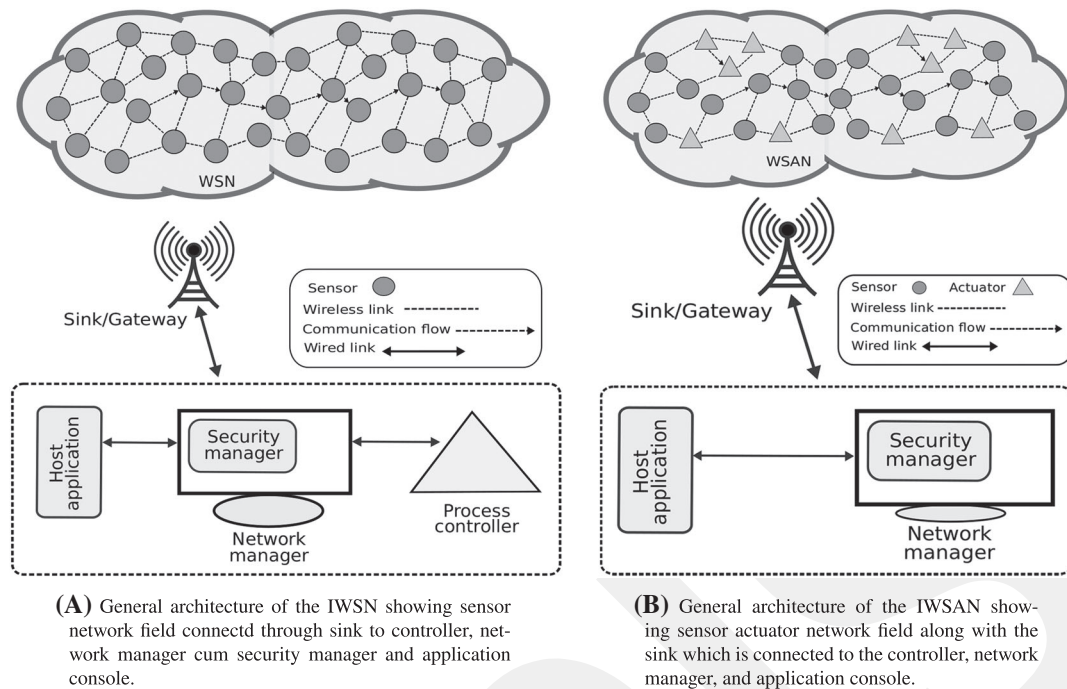 WSN
Sink/Gateway
Sensor
Wireless link
Communication flow
Wired link
Host
application
Security
manager
Network
manager
Process
controller
(A) General architecture of the IWSN showing sensor
network field connectd through sink to controller, net-
work manager cum security manager and application
console.
WSAN
Sink/Gateway
Sensor Actuator
Wireless link
Communication flow
Wired link
Host
application
Security
manager
Network
manager
(B) General architecture of the IWSAN show-
ing sensor actuator network field along with the
sink which is connected to the controller, network
manager, and application console.